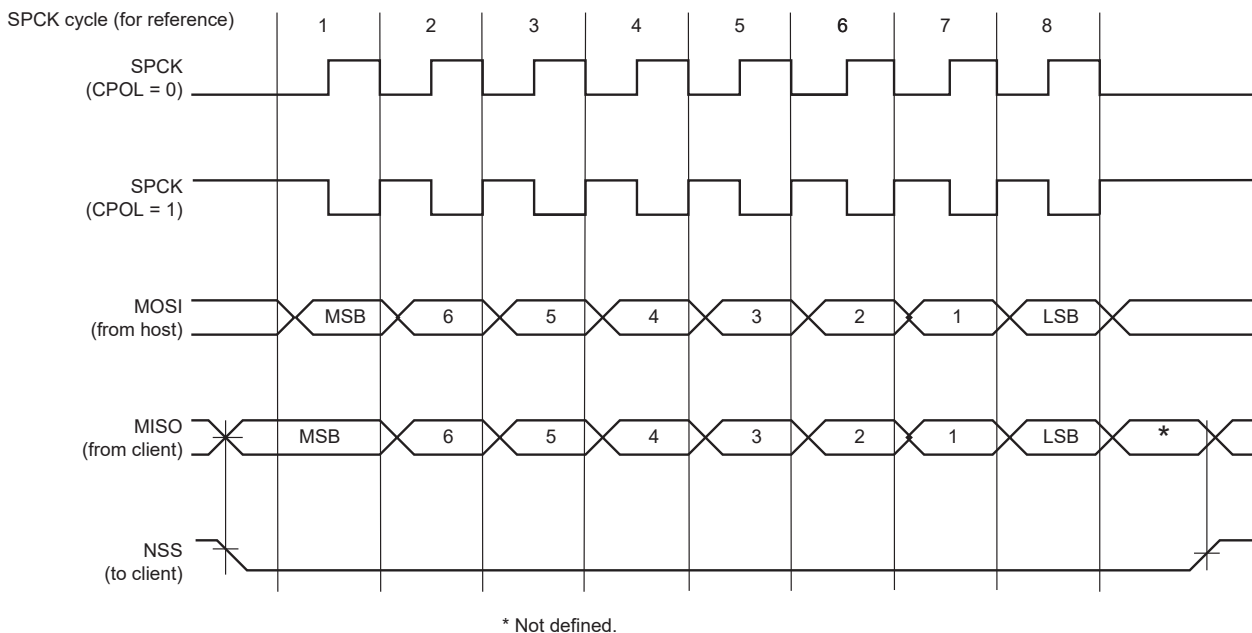 SPCK cycle (for reference)
1 2 3 4 5 6 7 8
SPCK
(CPOL = 0)
SPCK
(CPOL = 1)
MOSI
(from host)
MSB 6 5 4 3 2 1 LSB
MISO
(from client)
MSB 6 5 4 3 2 1 LSB *
NSS
(to client)
* Not defined.